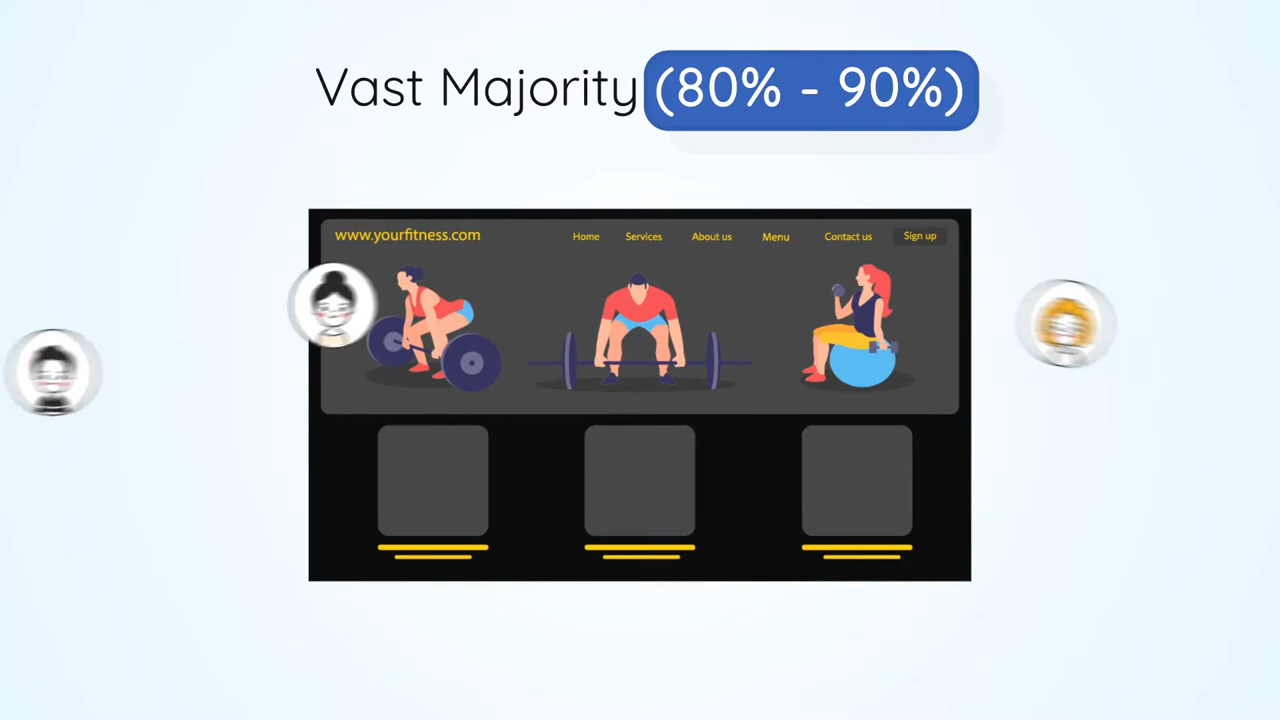 Vast Majority (80% - 90%)
www.yourfitness.com Home Services About us Menu Contact us Sign up